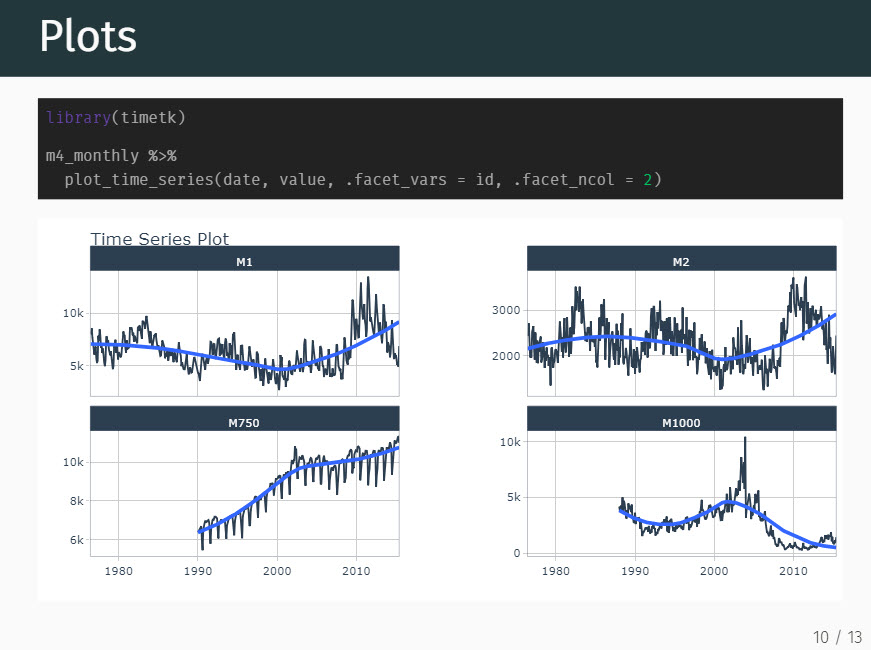 Plots
library(timetk)
m4_monthly %>%
plot_time_series(date, value, .facet_vars = id, .facet_ncol = 2)
Time Series Plot
M1
10k
5k
M2
3000
2000
M750
10k
8k
6k
1980 1990 2000 2010
M1000
10k
5k
0
1980 1990 2000 2010
10 / 13